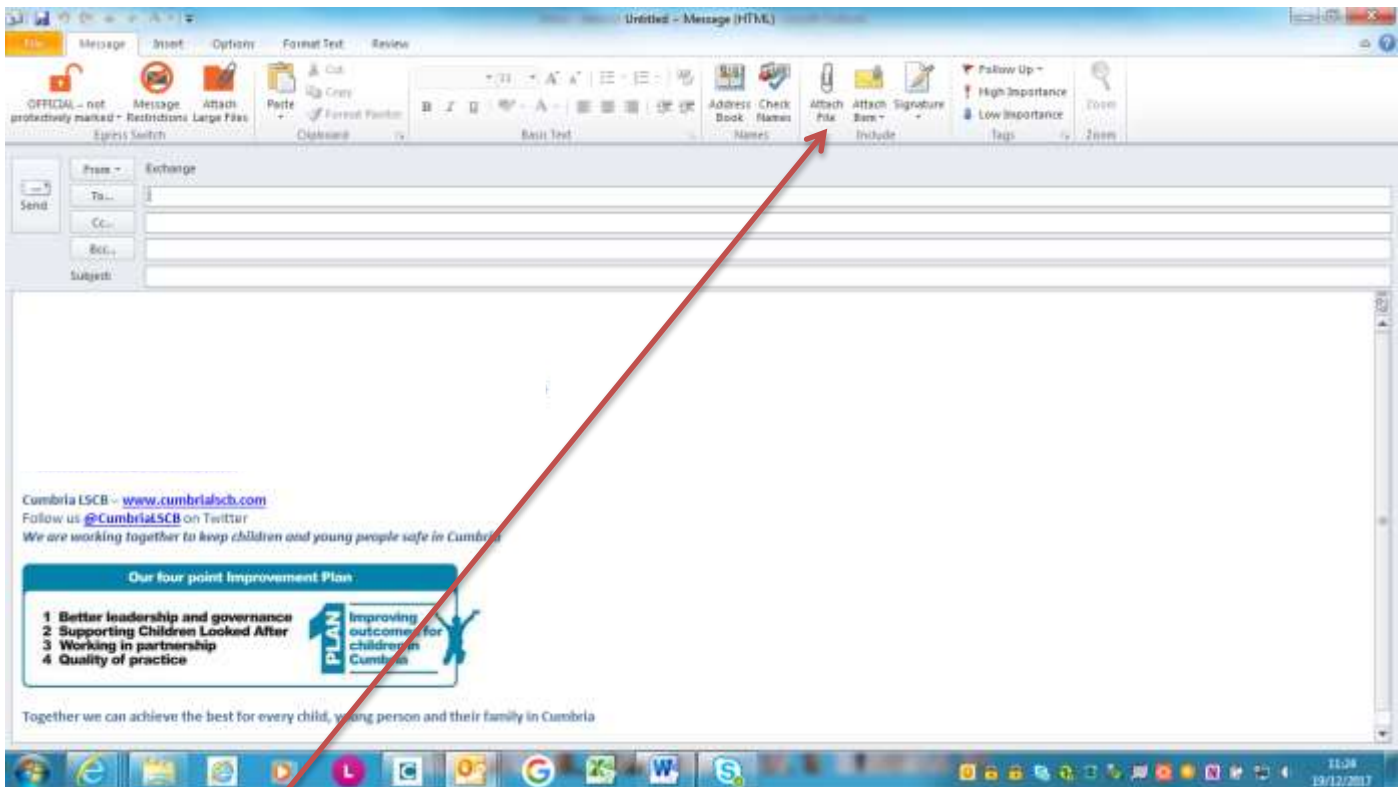 Untitled - Message (HTML)
File Message Insert Options Format Text Review
OFFICIAL - not protectively marked
Message Restrictions
Attach Large Files
Egress Switch
Paste
Cut
Copy
Format Painter
Clipboard
11
B I U
Basic Text
Address Book
Check Names
Names
Attach File
Attach Item
Signature
Include
Follow Up
High Importance
Low Importance
Tags
Zoom
Zoom
Send
From Exchange
To...
Cc...
Bcc...
Subject:
Cumbria LSCB – www.cumbrialscb.com
Follow us @CumbriaLSCB on Twitter
We are working together to keep children and young people safe in Cumbria
Our four point Improvement Plan
1 Better leadership and governance
2 Supporting Children Looked After
3 Working in partnership
4 Quality of practice
1 PLAN
Improving
outcomes for
children in
Cumbria
Together we can achieve the best for every child, young person and their family in Cumbria
11:24
19/12/2017